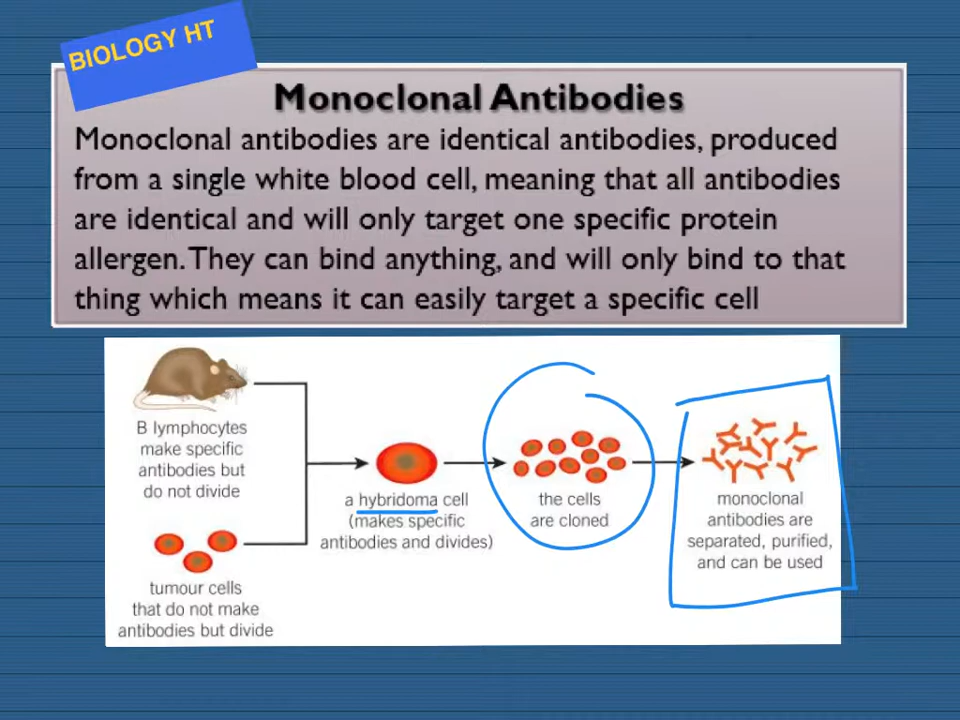 BIOLOGY HT
Monoclonal Antibodies
Monoclonal antibodies are identical antibodies, produced
from a single white blood cell, meaning that all antibodies
are identical and will only target one specific protein
allergen. They can bind anything, and will only bind to that
thing which means it can easily target a specific cell
B lymphocytes
make specific
antibodies but
do not divide
tumour cells
that do not make
antibodies but divide
a hybridoma cell
(makes specific
antibodies and divides)
the cells
are cloned
monoclonal
antibodies are
separated, purified,
and can be used